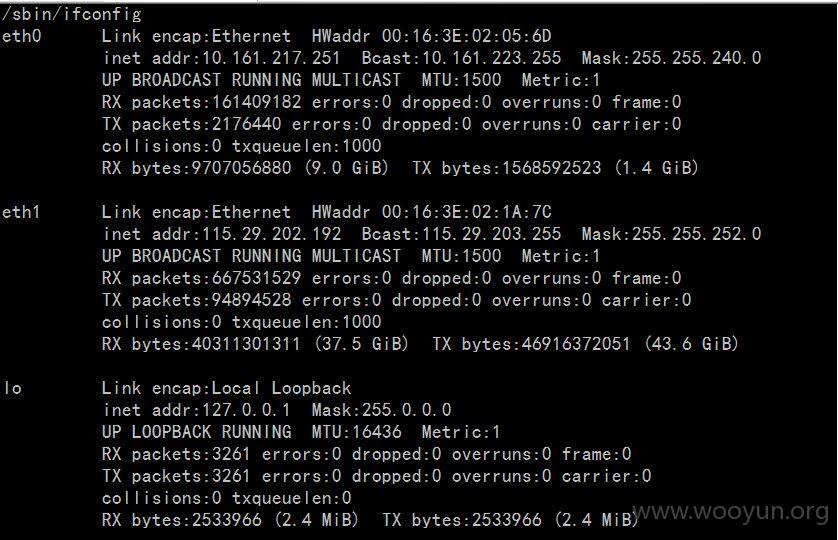 /sbin/ifconfig
eth0 Link encap:Ethernet HWaddr 00:16:3E:02:05:6D
inet addr:10.161.217.251 Bcast:10.161.223.255 Mask:255.255.240.0
UP BROADCAST RUNNING MULTICAST MTU:1500 Metric:1
RX packets:161409182 errors:0 dropped:0 overruns:0 frame:0
TX packets:2176440 errors:0 dropped:0 overruns:0 carrier:0
collisions:0 txqueuelen:1000
RX bytes:9707056880 (9.0 GiB) TX bytes:1568592523 (1.4 GiB)
eth1 Link encap:Ethernet HWaddr 00:16:3E:02:1A:7C
inet addr:115.29.202.192 Bcast:115.29.203.255 Mask:255.255.252.0
UP BROADCAST RUNNING MULTICAST MTU:1500 Metric:1
RX packets:667531529 errors:0 dropped:0 overruns:0 frame:0
TX packets:94894528 errors:0 dropped:0 overruns:0 carrier:0
collisions:0 txqueuelen:1000
RX bytes:40311301311 (37.5 GiB) TX bytes:46916372051 (43.6 GiB)
lo Link encap:Local Loopback
inet addr:127.0.0.1 Mask:255.0.0.0
UP LOOPBACK RUNNING MTU:16436 Metric:1
RX packets:3261 errors:0 dropped:0 overruns:0 frame:0
TX packets:3261 errors:0 dropped:0 overruns:0 carrier:0
collisions:0 txqueuelen:0
RX bytes:2533966 (2.4 MiB) TX bytes:2533966 (2.4 MiB)
www.wooyun.org